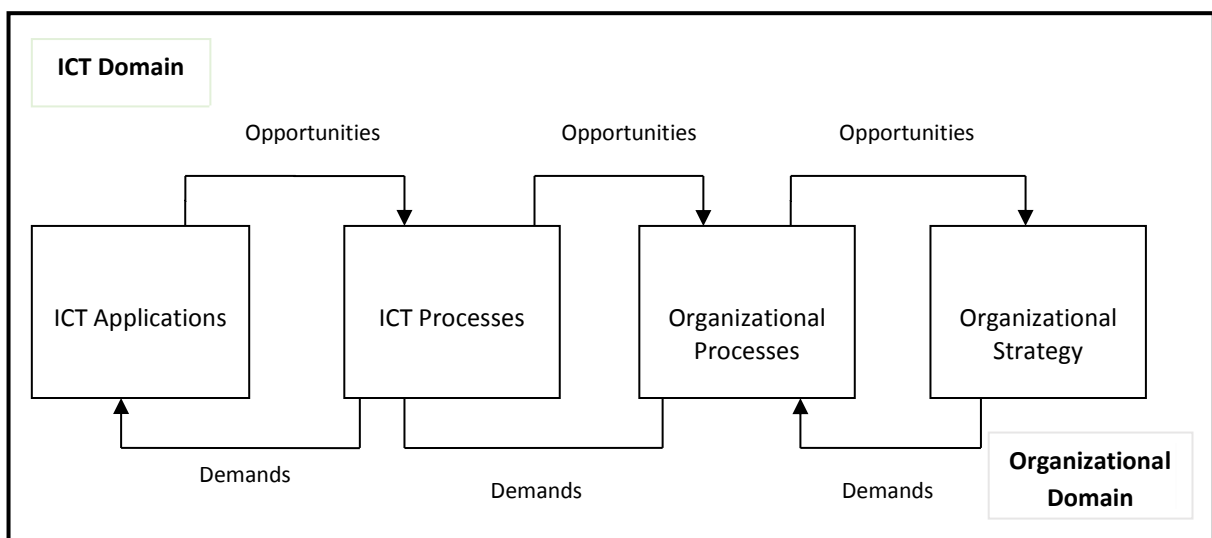 ICT Domain
Opportunities
Opportunities
Opportunities
ICT Applications
ICT Processes
Organizational
Processes
Organizational
Strategy
Demands
Demands
Demands
Organizational
Domain